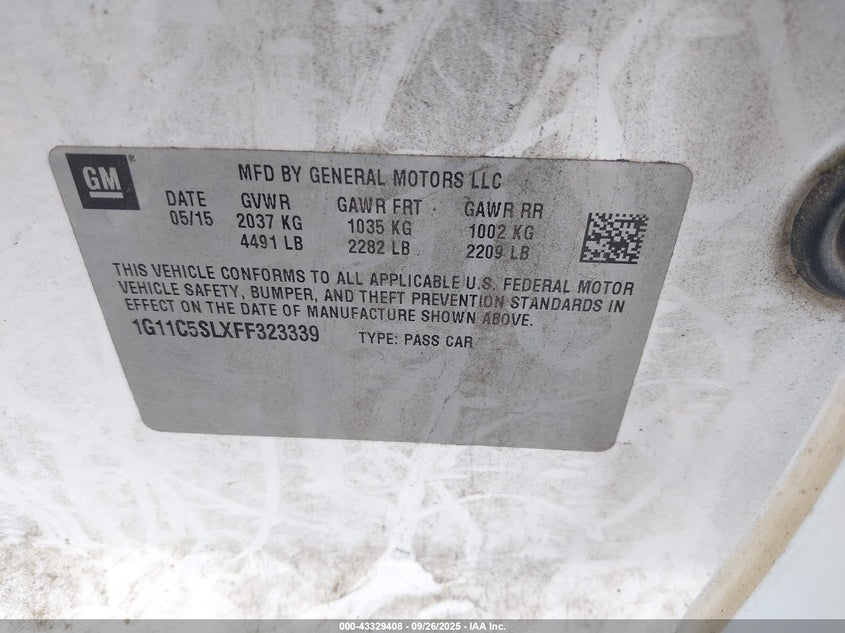 GM ®
MFD BY GENERAL MOTORS LLC
DATE GVWR GAWR FRT GAWR RR
05/15 2037 KG 1035 KG 1002 KG
4491 LB 2282 LB 2209 LB
THIS VEHICLE CONFORMS TO ALL APPLICABLE U.S. FEDERAL MOTOR
VEHICLE SAFETY, BUMPER, AND THEFT PREVENTION STANDARDS IN
EFFECT ON THE DATE OF MANUFACTURE SHOWN ABOVE.
1G11C5SLXFF323339 TYPE: PASS CAR
000-43329408 - 09/26/2025 - IAA Inc.